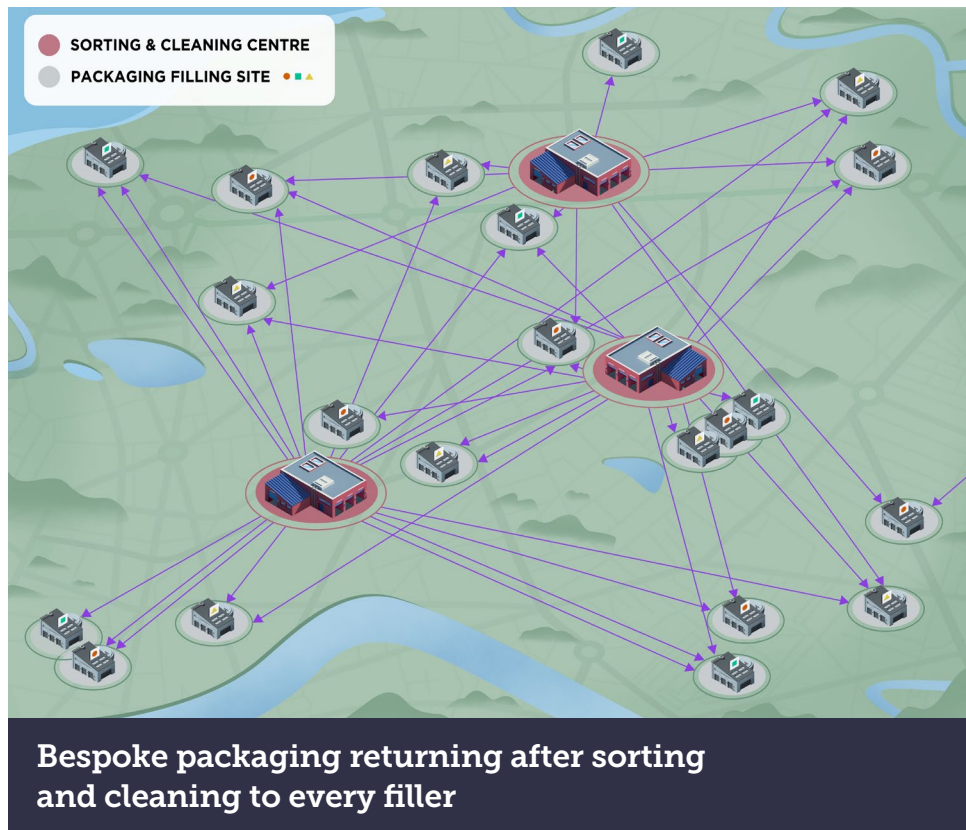 SORTING & CLEANING CENTRE
PACKAGING FILLING SITE
Bespoke packaging returning after sorting
and cleaning to every filler